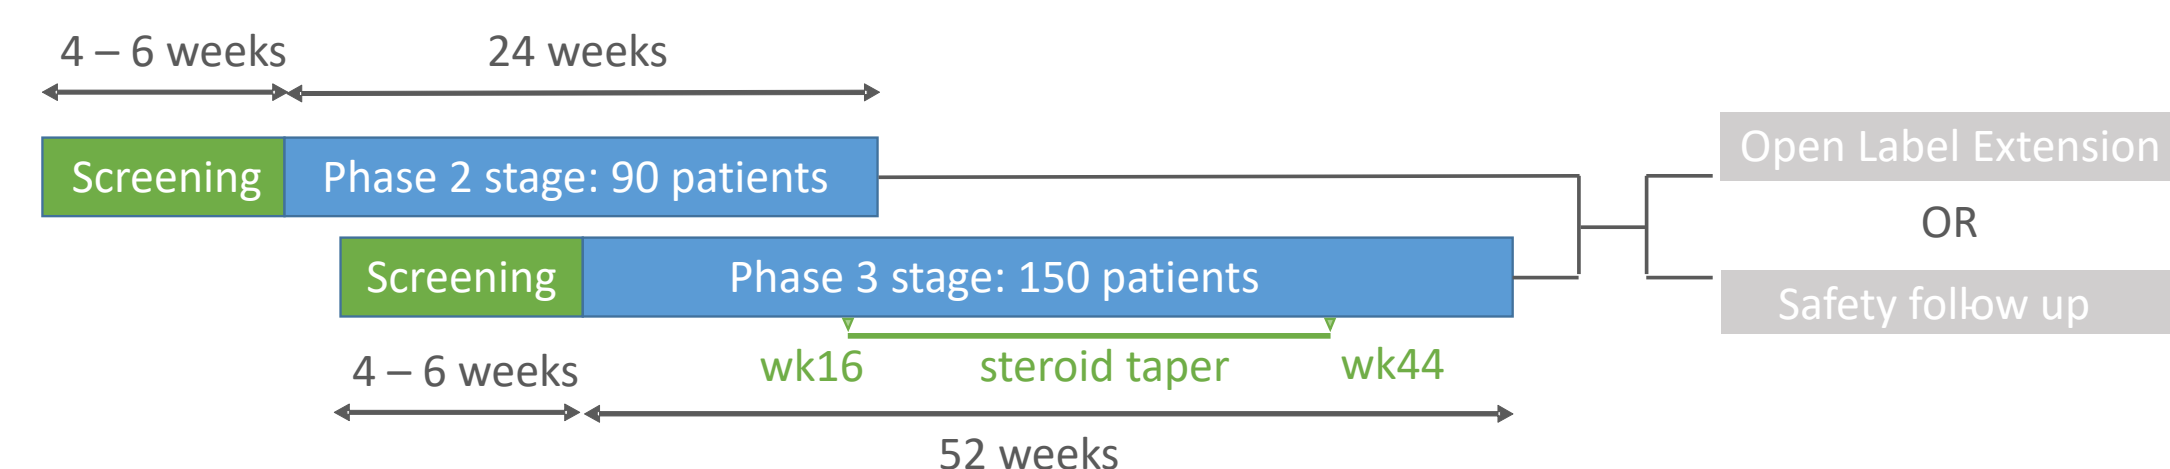 4 – 6 weeks
24 weeks
Screening
Phase 2 stage: 90 patients
Open Label Extension
OR
Screening
Phase 3 stage: 150 patients
Safety follow up
4 – 6 weeks
wk16
steroid taper
wk44
52 weeks